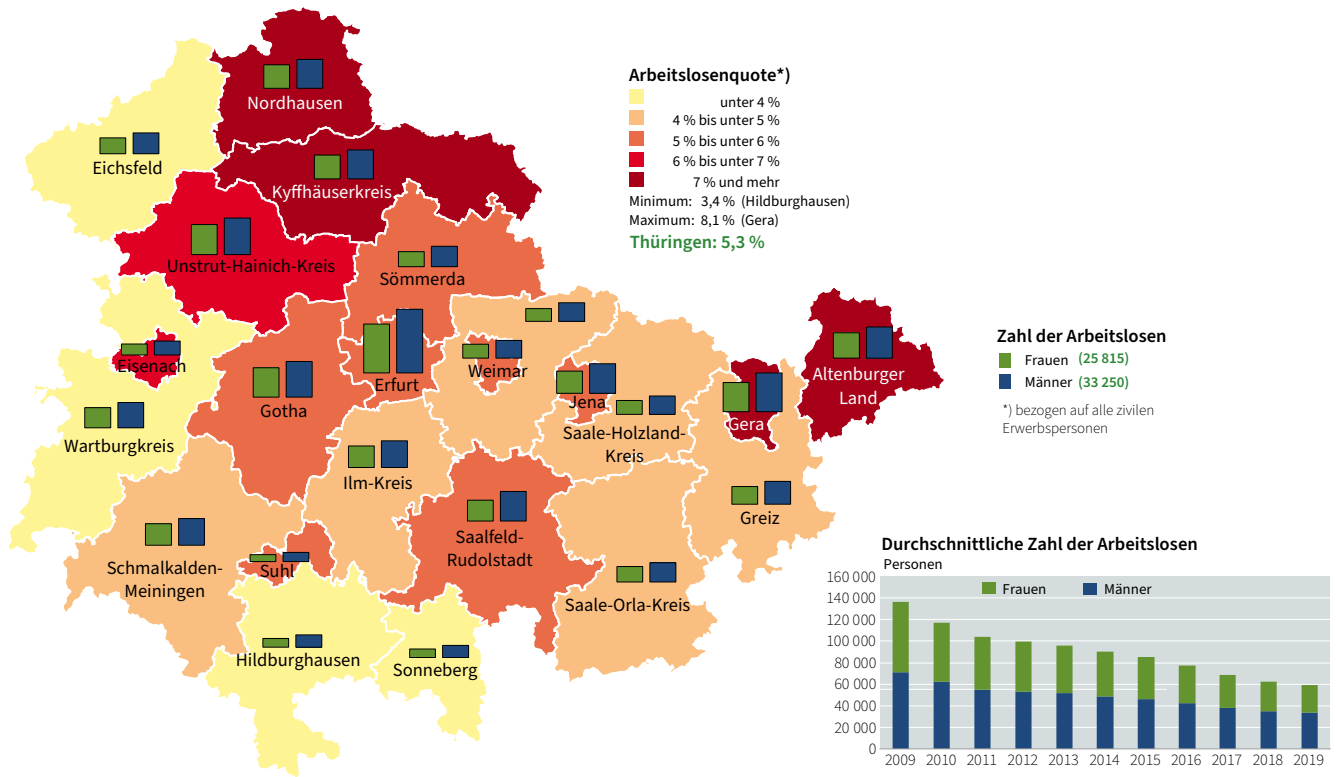 Nordhausen
Eichsfeld
Kyffhäuserkreis
Unstrut-Hainich-Kreis
Sömmerda
Eisenach
Gotha
Erfurt
Weimar
Jena
Saale-Holzland-
Kreis
Gera
Altenburger
Land
Wartburgkreis
Ilm-Kreis
Greiz
Schmalkalden-
Meiningen
Suhl
Saalfeld-
Rudolstadt
Saale-Orla-Kreis
Hildburghausen
Sonneberg
Arbeitslosenquote*)
unter 4 %
4 % bis unter 5 %
5 % bis unter 6 %
6 % bis unter 7 %
7 % und mehr
Minimum: 3,4 % (Hildburghausen)
Maximum: 8,1 % (Gera)
Thüringen: 5,3 %
Zahl der Arbeitslosen
Frauen (25 815)
Männer (33 250)
*) bezogen auf alle zivilen
Erwerbspersonen
Durchschnittliche Zahl der Arbeitslosen
Personen
Frauen Männer
160 000
140 000
120 000
100 000
80 000
60 000
40 000
20 000
0
2009 2010 2011 2012 2013 2014 2015 2016 2017 2018 2019